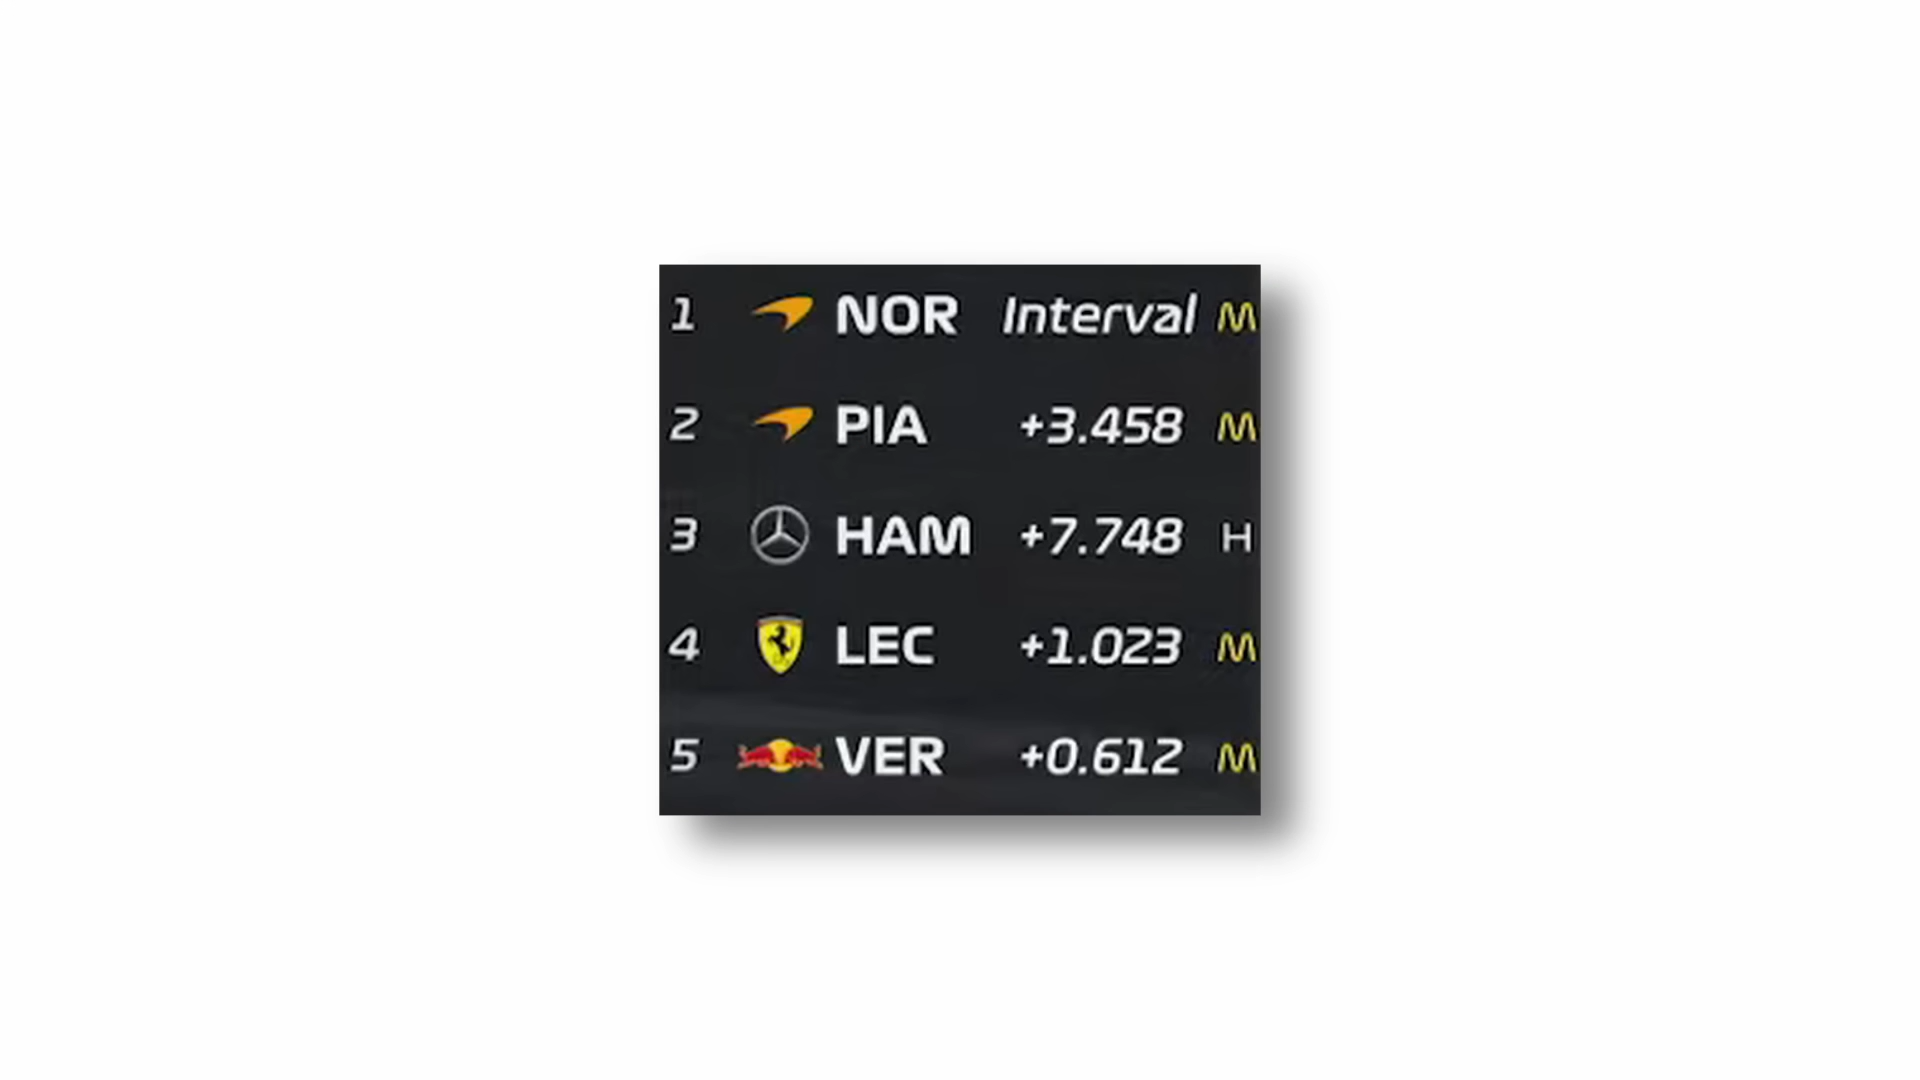 1 NOR Interval M
2 PIA +3.458 M
3 HAM +7.748 H
4 LEC +1.023 M
5 VER +0.612 M